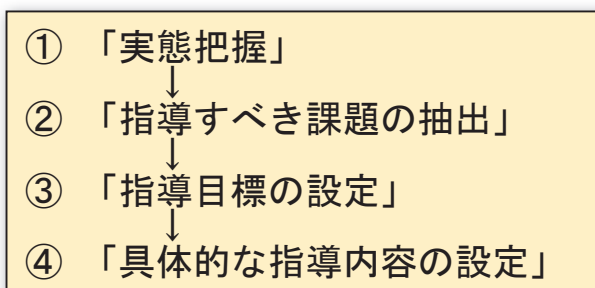 ① 「実態把握」
↓
② 「指導すべき課題の抽出」
↓
③ 「指導目標の設定」
↓
④ 「具体的な指導内容の設定」